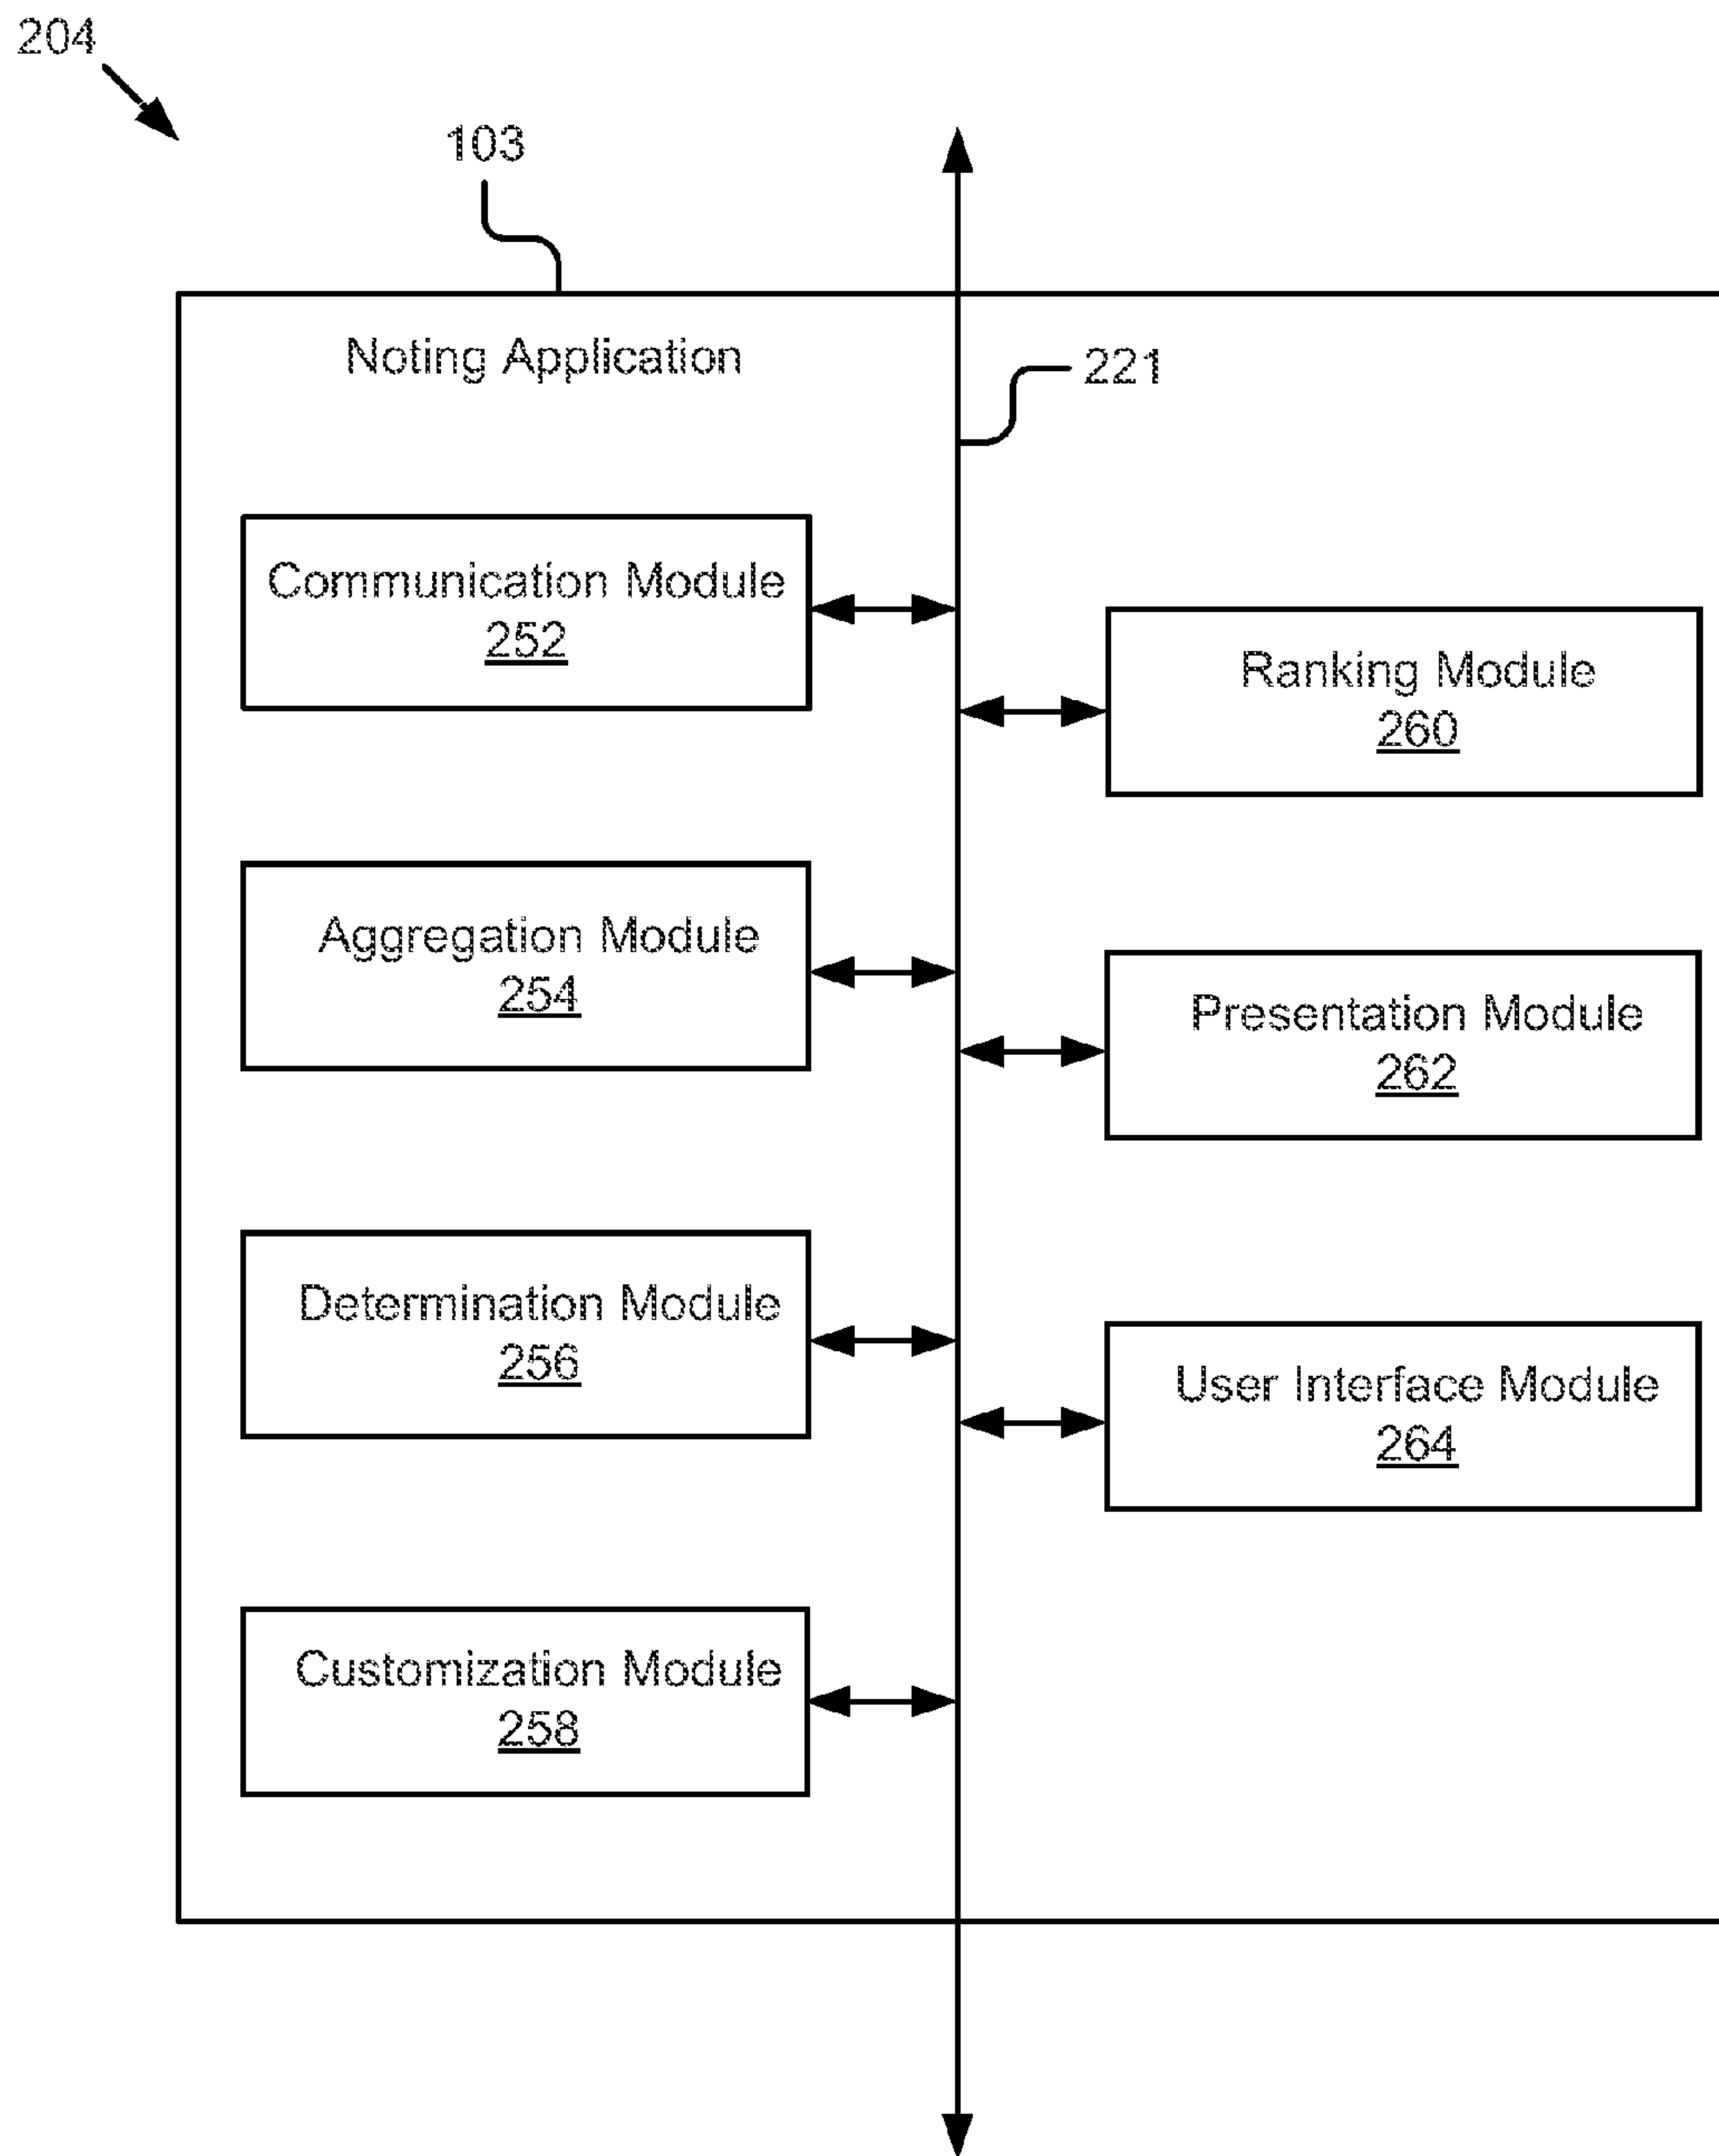 204
103
Noting Application
221
Communication Module
252
Ranking Module
260
Aggregation Module
254
Presentation Module
262
Determination Module
256
User Interface Module
264
Customization Module
258